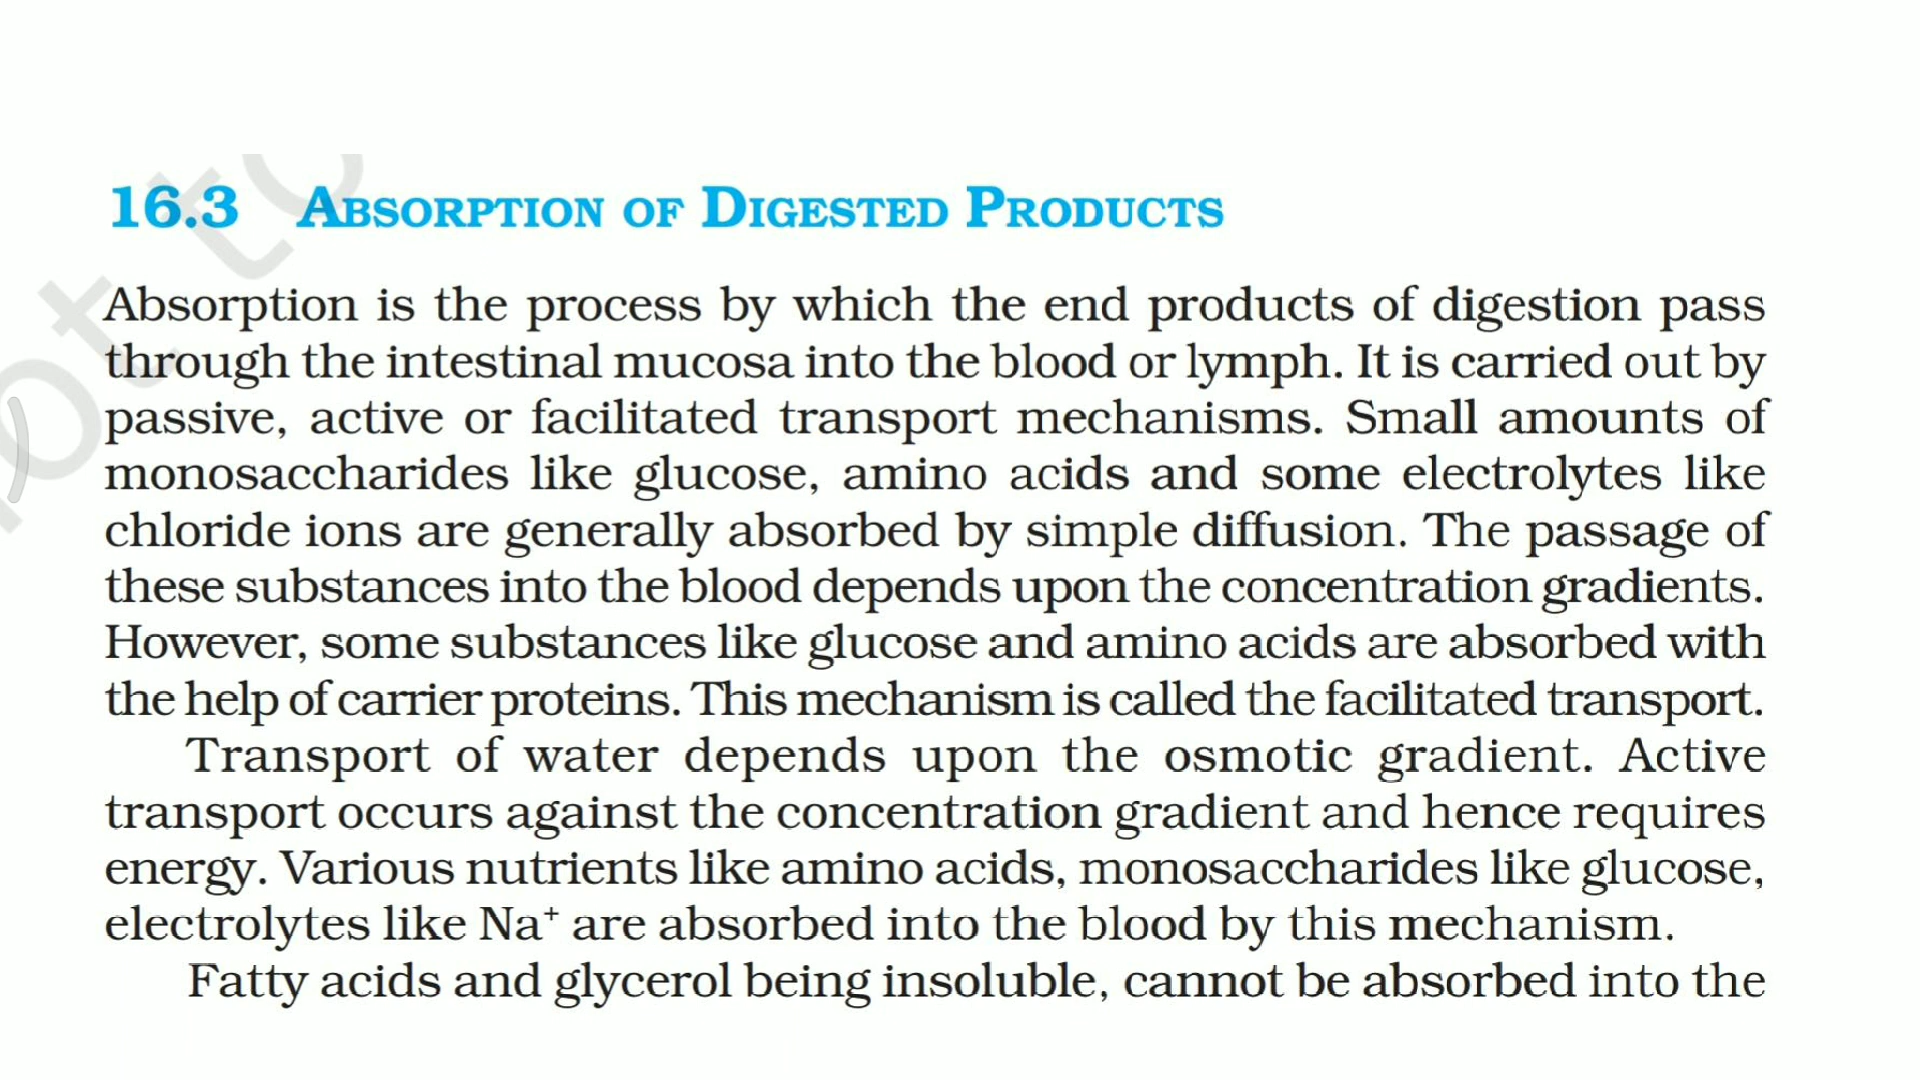 16.3 Absorption of Digested Products
Absorption is the process by which the end products of digestion pass
through the intestinal mucosa into the blood or lymph. It is carried out by
passive, active or facilitated transport mechanisms. Small amounts of
monosaccharides like glucose, amino acids and some electrolytes like
chloride ions are generally absorbed by simple diffusion. The passage of
these substances into the blood depends upon the concentration gradients.
However, some substances like glucose and amino acids are absorbed with
the help of carrier proteins. This mechanism is called the facilitated transport.
Transport of water depends upon the osmotic gradient. Active
transport occurs against the concentration gradient and hence requires
energy. Various nutrients like amino acids, monosaccharides like glucose,
electrolytes like Na⁺ are absorbed into the blood by this mechanism.
Fatty acids and glycerol being insoluble, cannot be absorbed into the